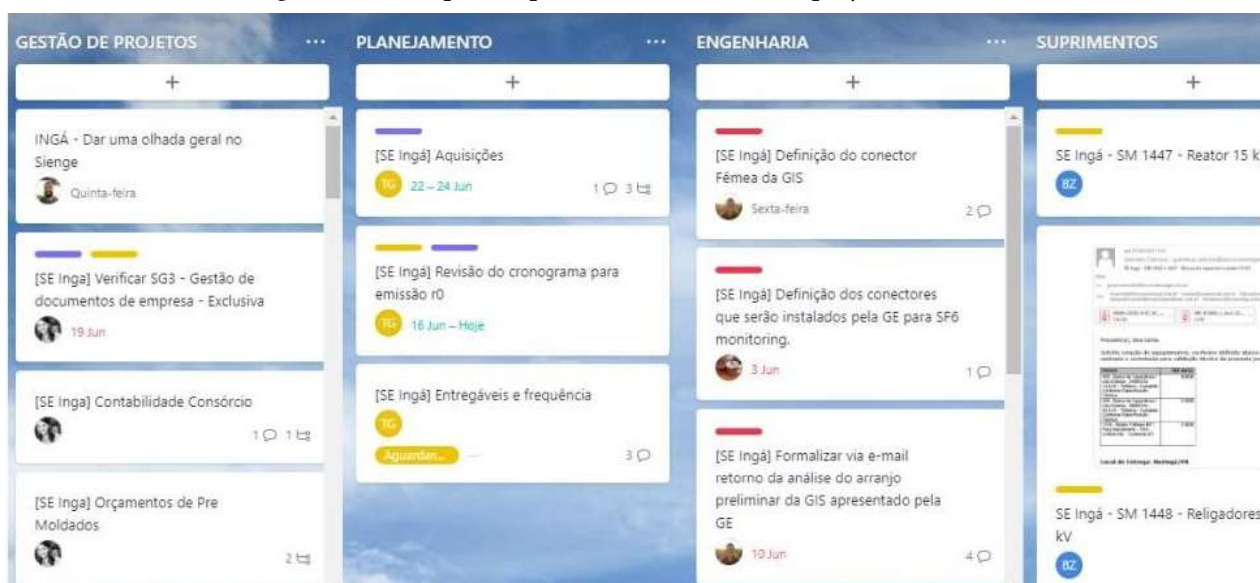 GESTÃO DE PROJETOS ...
+
INGÁ - Dar uma olhada geral no
Sienge
Quinta-feira
[SE Inga] Verificar SG3 - Gestão de
documentos de empresa - Exclusiva
19 Jun
[SE Inga] Contabilidade Consórcio
1 1
[SE Inga] Orçamentos de Pre
Moldados
2
PLANEJAMENTO ...
+
[SE Ingá] Aquisições
TG 22 – 24 Jun 1 3
[SE Ingá] Revisão do cronograma para
emissão r0
TG 16 Jun – Hoje
[SE Ingá] Entregáveis e frequência
TG
Aguardan... 3
ENGENHARIA ...
+
[SE Ingá] Definição do conector
Fêmea da GIS
Sexta-feira 2
[SE Ingá] Definição dos conectores
que serão instalados pela GE para SF6
monitoring.
3 Jun 1
[SE Ingá] Formalizar via e-mail
retorno da análise do arranjo
preliminar da GIS apresentado pela
GE
10 Jun 4
SUPRIMENTOS
+
SE Ingá - SM 1447 - Reator 15 k
BZ
Local de Entrega: Maringá/PR
SE Ingá - SM 1448 - Religadores
kV
BZ